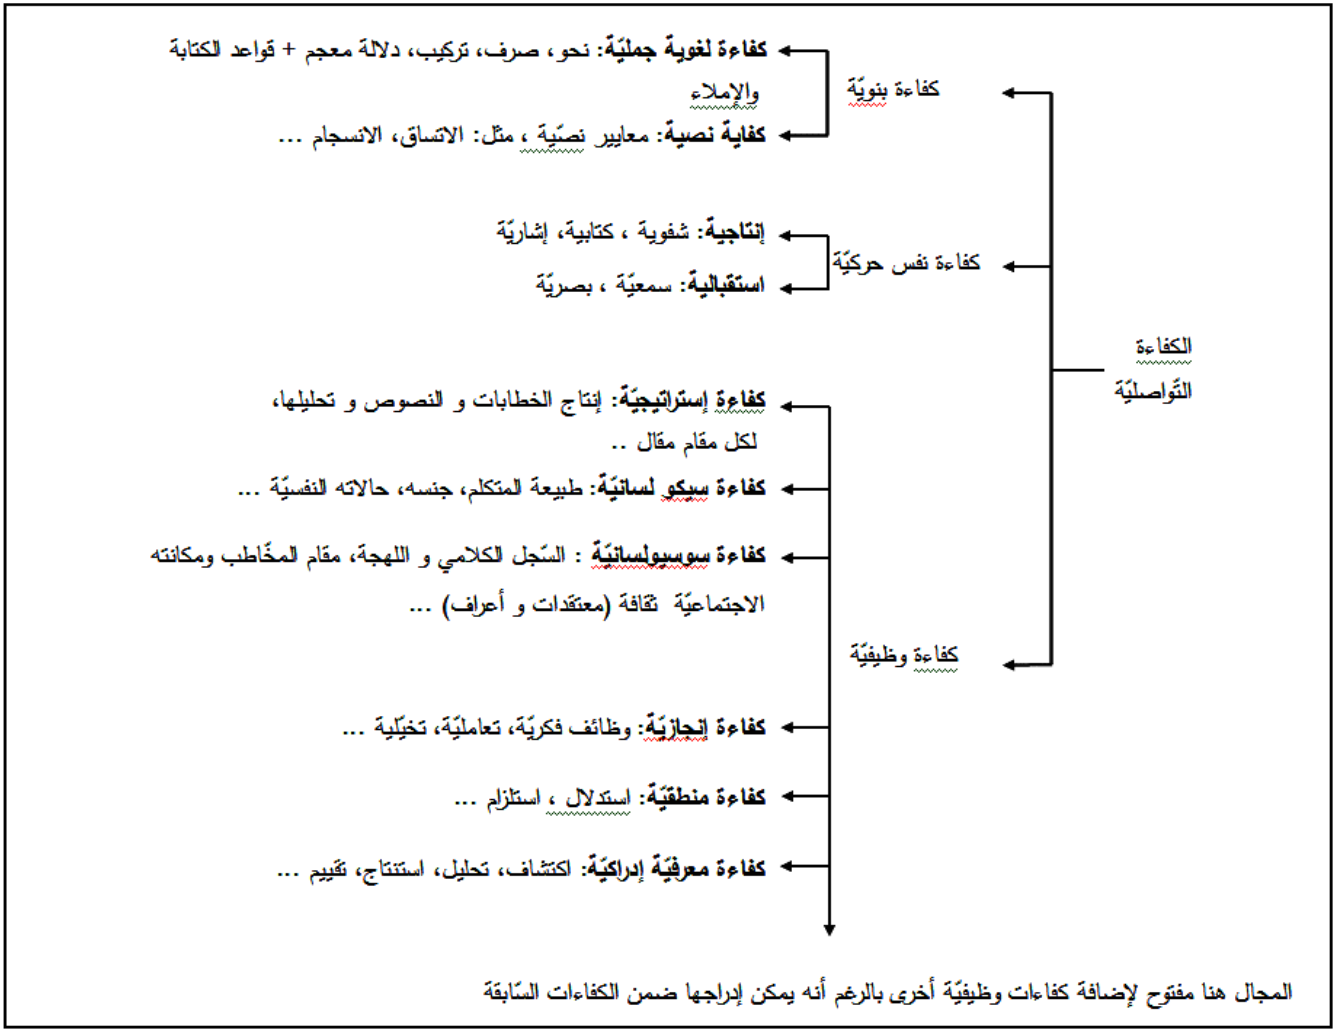 الكفاءة
التّواصليّة
كفاءة بنويّة
كفاءة لغوية جمليّة: نحو، صرف، تركيب، دلالة معجم + قواعد الكتابة
والإملاء
كفاية نصية: معايير نصّية ، مثل: الاتساق، الانسجام ...
كفاءة نفس حركيّة
إنتاجية: شفوية ، كتابية، إشاريّة
استقبالية: سمعيّة ، بصريّة
كفاءة وظيفيّة
كفاءة إستراتيجيّة: إنتاج الخطابات و النصوص و تحليلها،
لكل مقام مقال ..
كفاءة سيكو لسانيّة: طبيعة المتكلم، جنسه، حالاته النفسيّة ...
كفاءة سوسيولسانيّة : السّجل الكلامي و اللهجة، مقام المخّاطب ومكانته
الاجتماعيّة ثقافة (معتقدات و أعراف) ...
كفاءة إنجازيّة: وظائف فكريّة، تعامليّة، تخيّلية ...
كفاءة منطقيّة: استدلال ، استلزام ...
كفاءة معرفيّة إدراكيّة: اكتشاف، تحليل، استنتاج، تقييم ...
المجال هنا مفتوح لإضافة كفاءات وظيفيّة أخرى بالرغم أنه يمكن إدراجها ضمن الكفاءات السّابقة